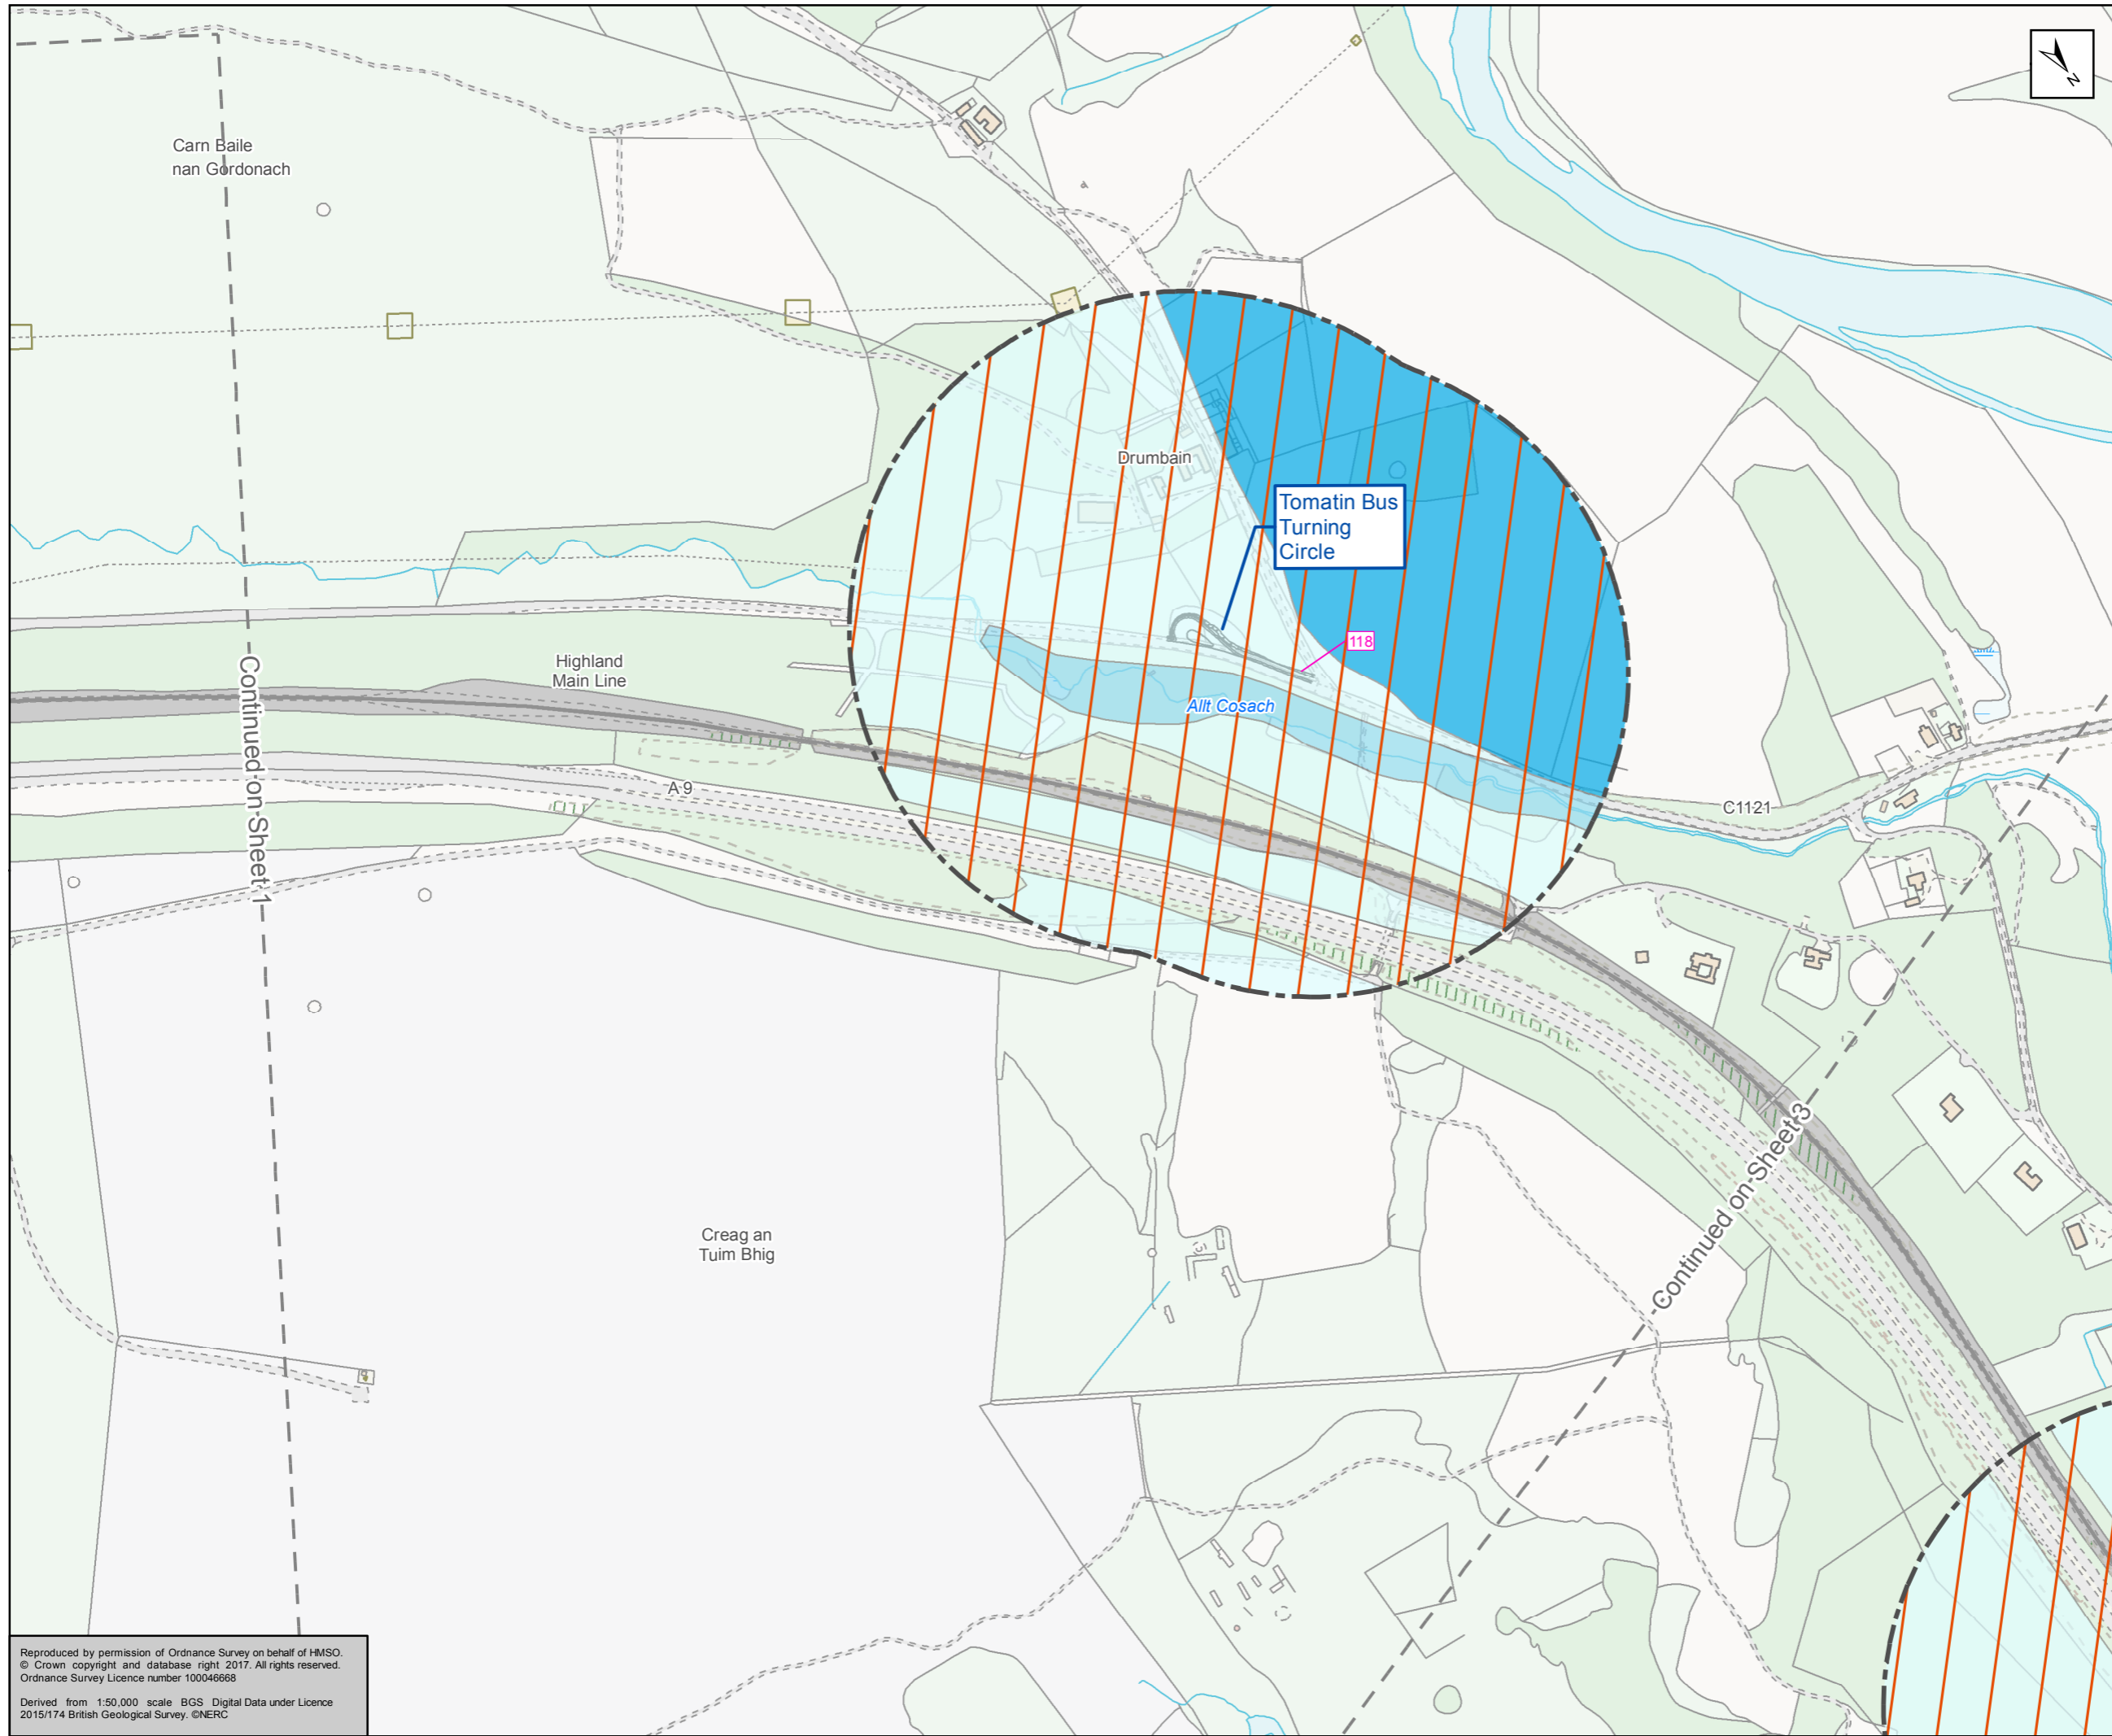 N
Carn Baile
nan Gordonach
Drumbain
Tomatin Bus
Turning
Circle
118
Highland
Main Line
Allt Cosach
Continued on Sheet 1
A 9
C1121
Continued on Sheet 3
Creag an
Tuim Bhig
Reproduced by permission of Ordnance Survey on behalf of HMSO.
© Crown copyright and database right 2017. All rights reserved.
Ordnance Survey Licence number 100046668
Derived from 1:50,000 scale BGS Digital Data under Licence
2015/174 British Geological Survey. ©NERC